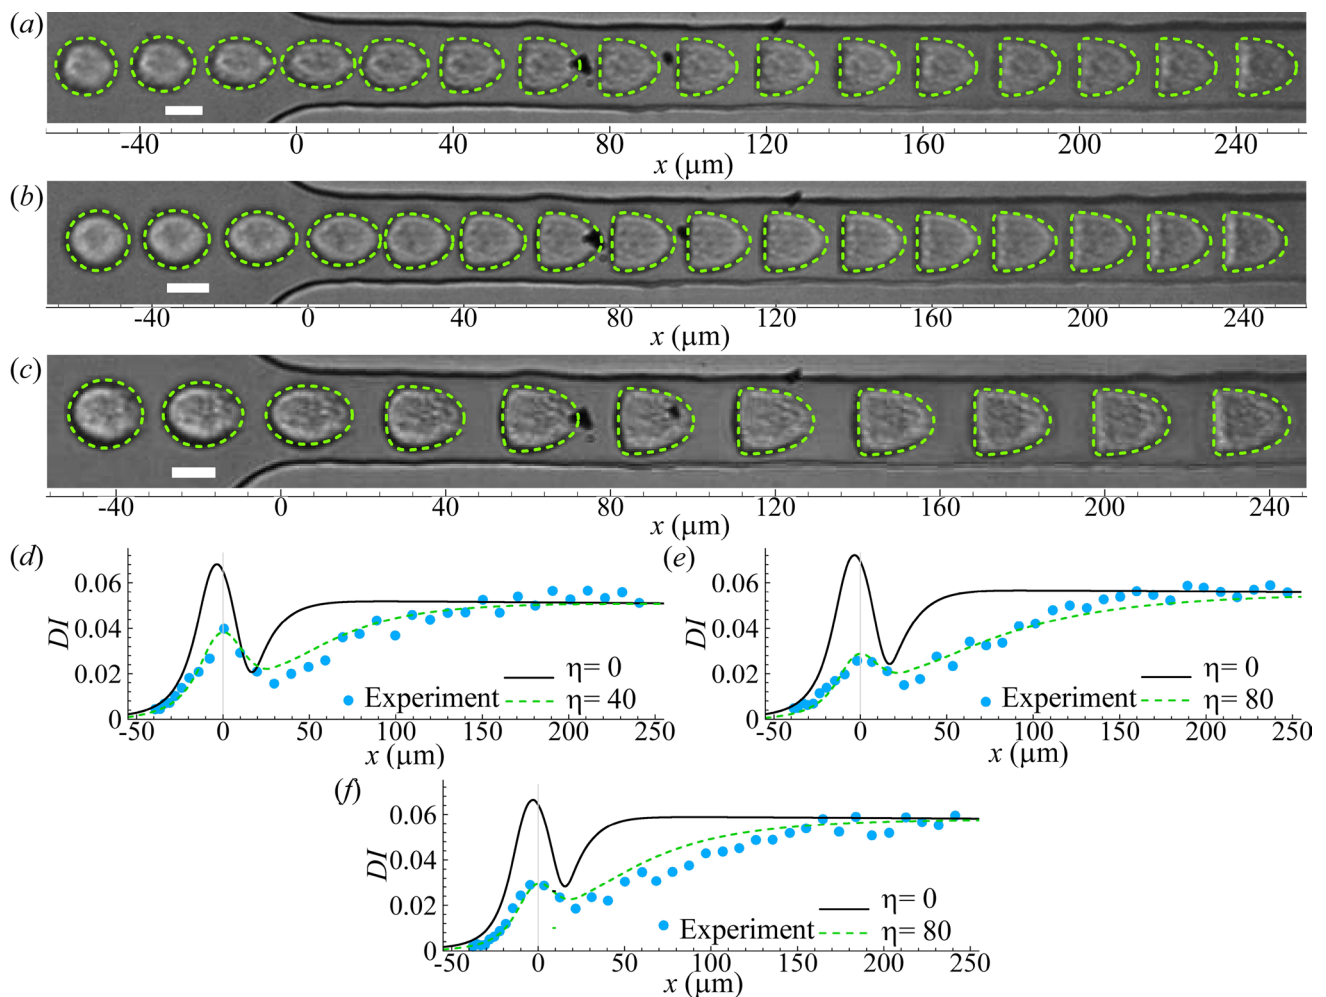 (a)
-40 0 40 80 120 160 200 240
x (μm)
(b)
-40 0 40 80 120 160 200 240
x (μm)
(c)
-40 0 40 80 120 160 200 240
x (μm)
(d)
DI
0.06
0.04
0.02
0
Experiment
η= 0
η= 40
-50 0 50 100 150 200 250
x (μm)
(e)
DI
0.06
0.04
0.02
0
Experiment
η= 0
η= 80
-50 0 50 100 150 200 250
x (μm)
(f)
DI
0.06
0.04
0.02
0
Experiment
η= 0
η= 80
-50 0 50 100 150 200 250
x (μm)